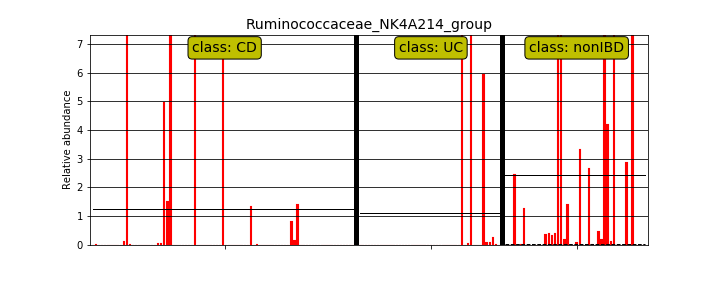 Ruminococcaceae_NK4A214_group
class: CD
class: UC
class: nonIBD
Relative abundance
7
6
5
4
3
2
1
0